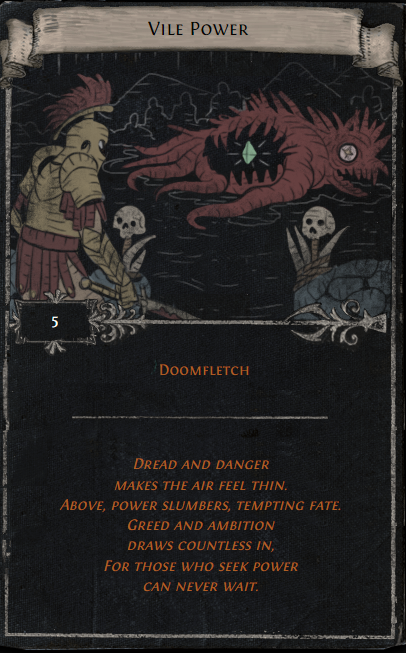 Vile Power
5
Doomfletch
Dread and danger
makes the air feel thin.
Above, power slumbers, tempting fate.
Greed and ambition
draws countless in,
For those who seek power
can never wait.